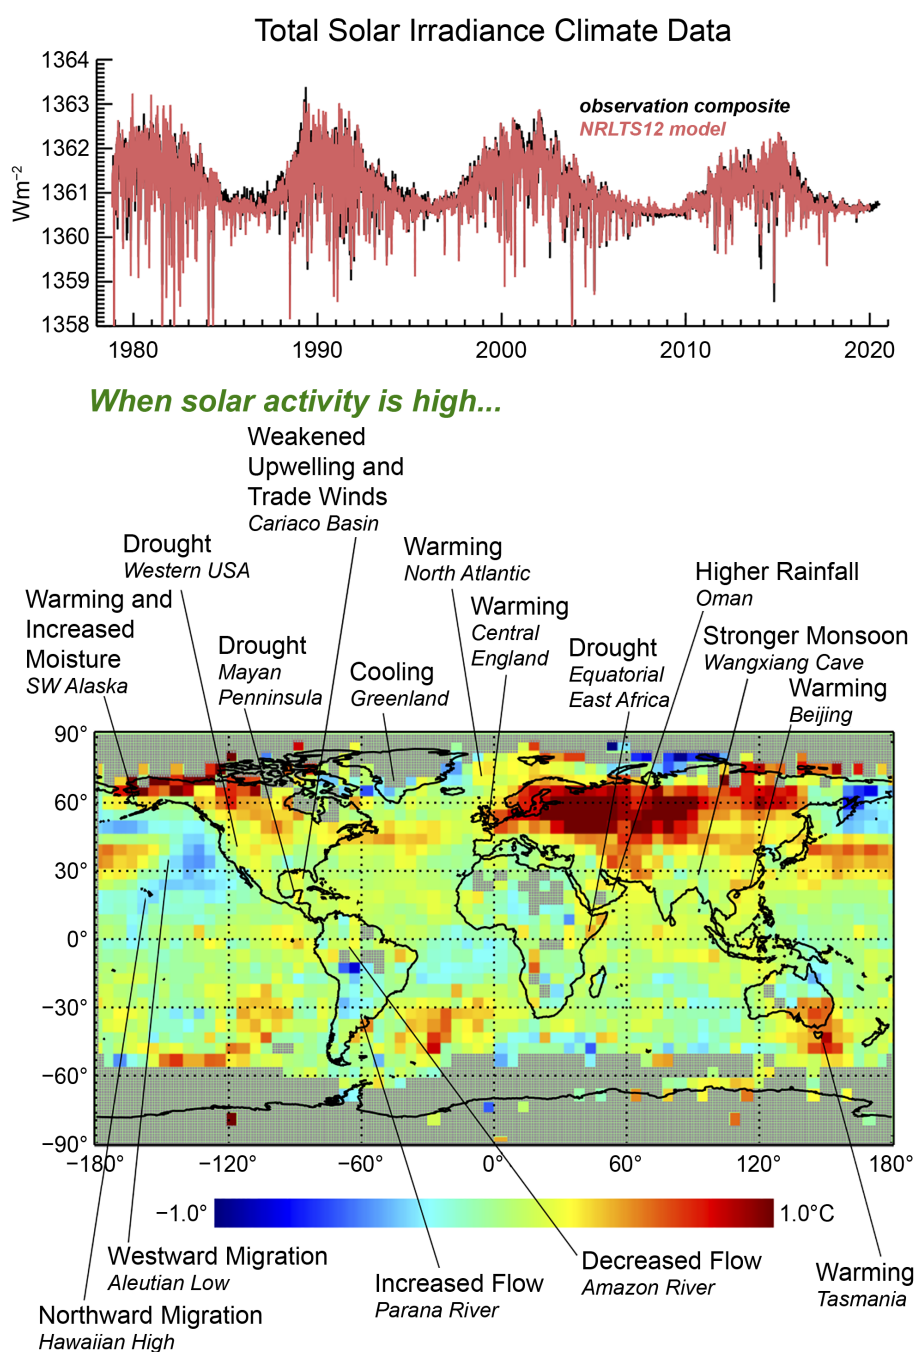 Total Solar Irradiance Climate Data
1364
1363
1362
1361
1360
1359
1358
Wm−2
observation composite
NRLTS12 model
1980
1990
2000
2010
2020
When solar activity is high...
Weakened
Upwelling and
Trade Winds
Cariaco Basin
Drought
Western USA
Warming
North Atlantic
Higher Rainfall
Oman
Warming and
Increased
Moisture
SW Alaska
Drought
Mayan
Penninsula
Cooling
Greenland
Warming
Central
England
Drought
Equatorial
East Africa
Stronger Monsoon
Wangxiang Cave
Warming
Beijing
90°
60°
30°
0°
−30°
−60°
−90°
−180°
−120°
−60°
0°
60°
120°
180°
−1.0°
1.0°C
Westward Migration
Aleutian Low
Northward Migration
Hawaiian High
Increased Flow
Parana River
Decreased Flow
Amazon River
Warming
Tasmania